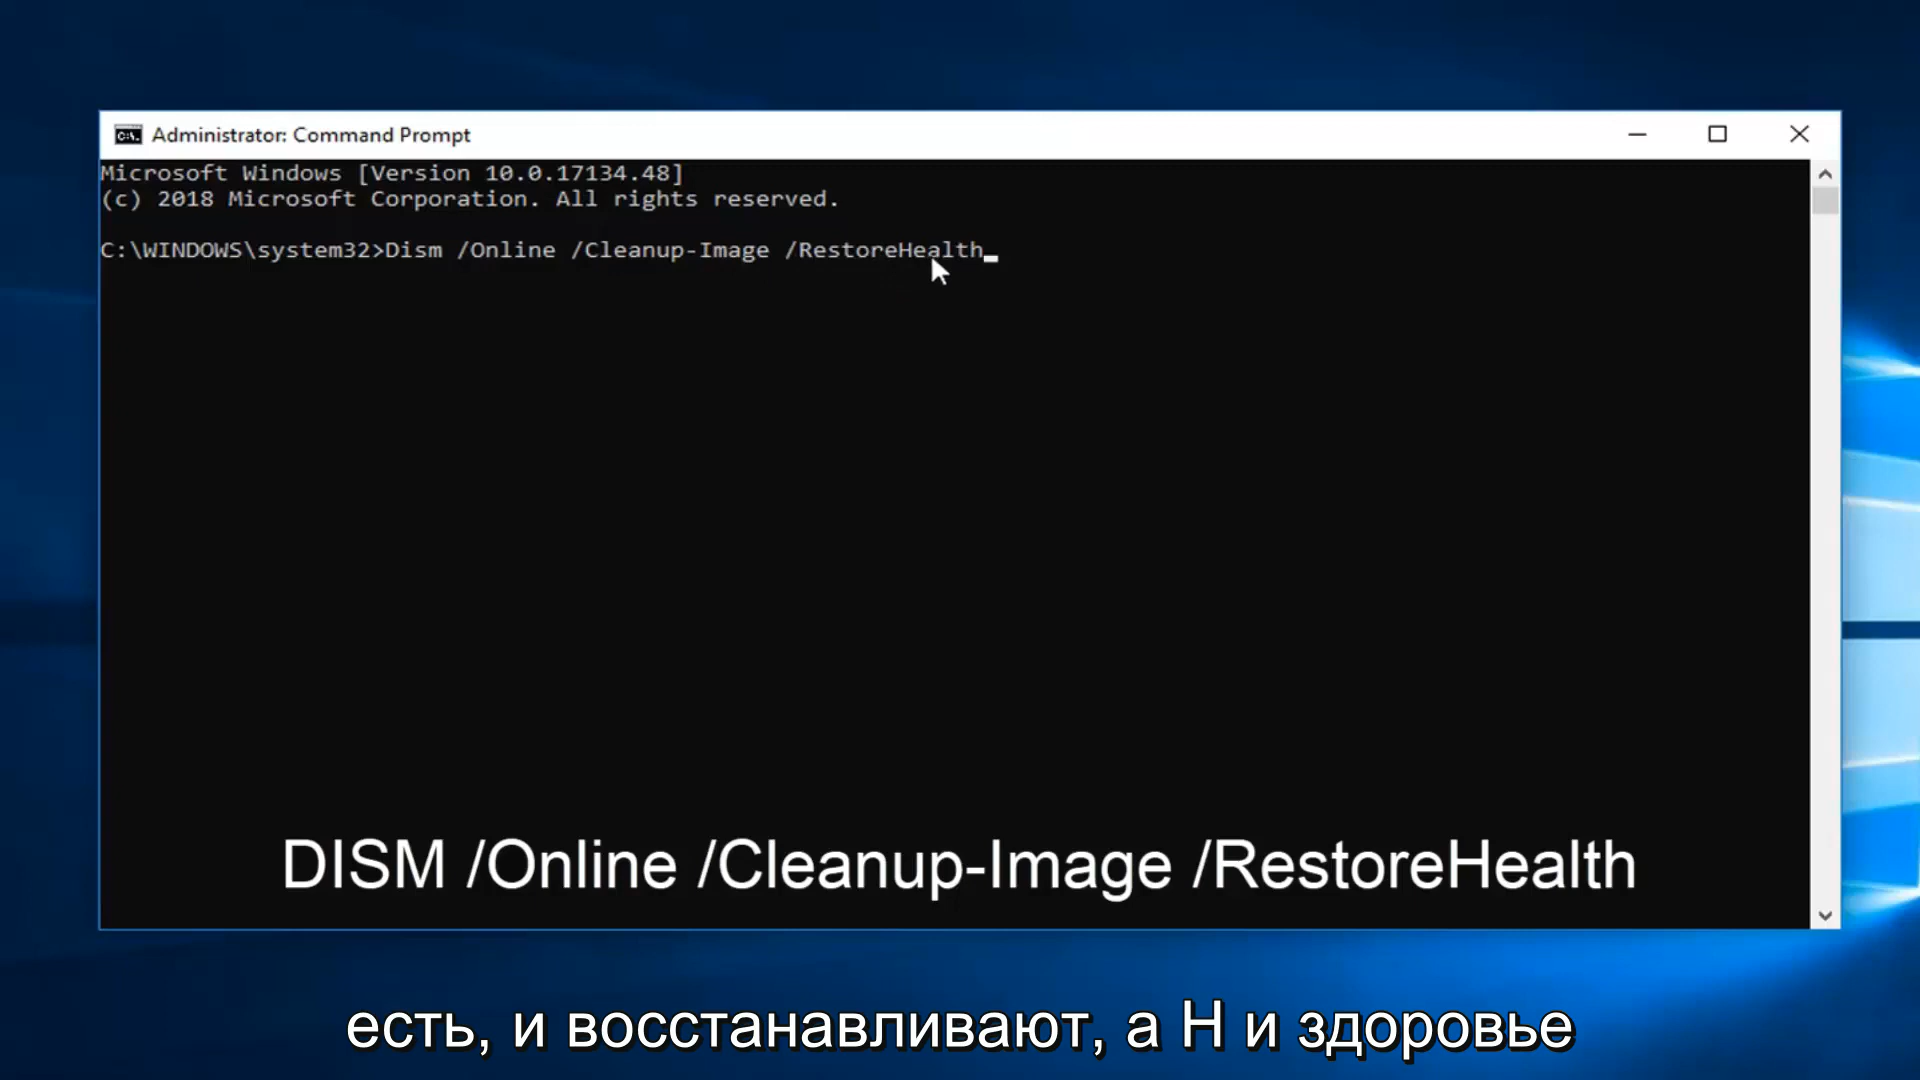 Administrator: Command Prompt
Microsoft Windows [Version 10.0.17134.48]
(c) 2018 Microsoft Corporation. All rights reserved.
C:\WINDOWS\system32>Dism /Online /Cleanup-Image /RestoreHealth
DISM /Online /Cleanup-Image /RestoreHealth
есть, и восстанавливают, а Н и здоровье